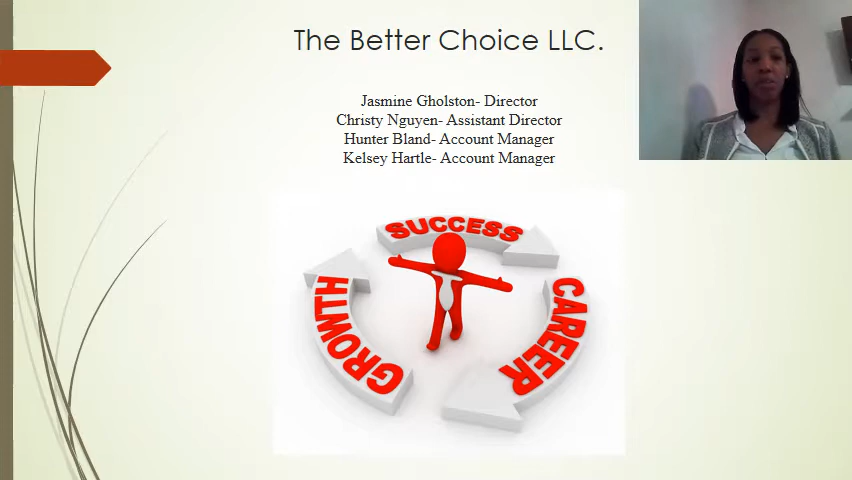 The Better Choice LLC.
Jasmine Gholston- Director
Christy Nguyen- Assistant Director
Hunter Bland- Account Manager
Kelsey Hartle- Account Manager
SUCCESS
CAREER
GROWTH